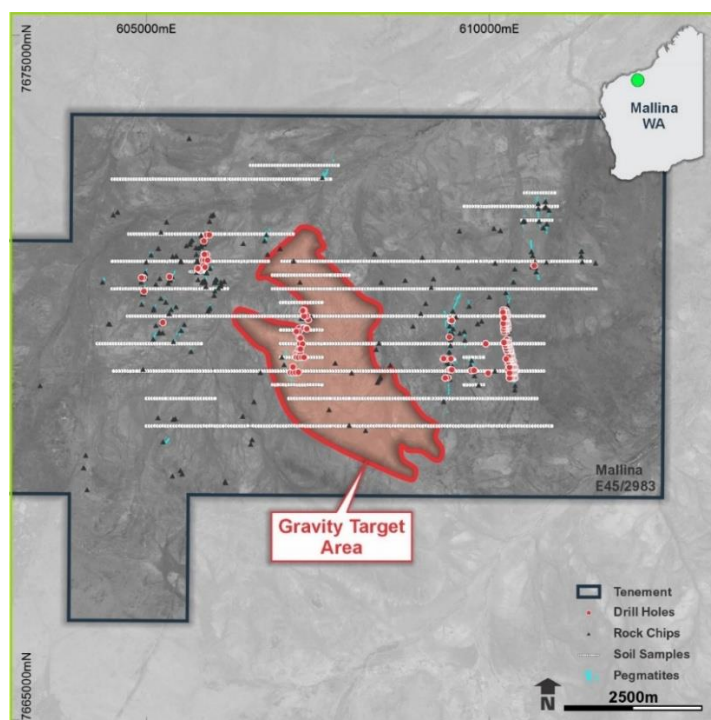 605000mE
610000mE
7675000mN
Mallina
WA
Mallina
E45/2983
Gravity Target
Area
Tenement
Drill Holes
Rock Chips
Soil Samples
Pegmatites
N
2500m
7665000mN